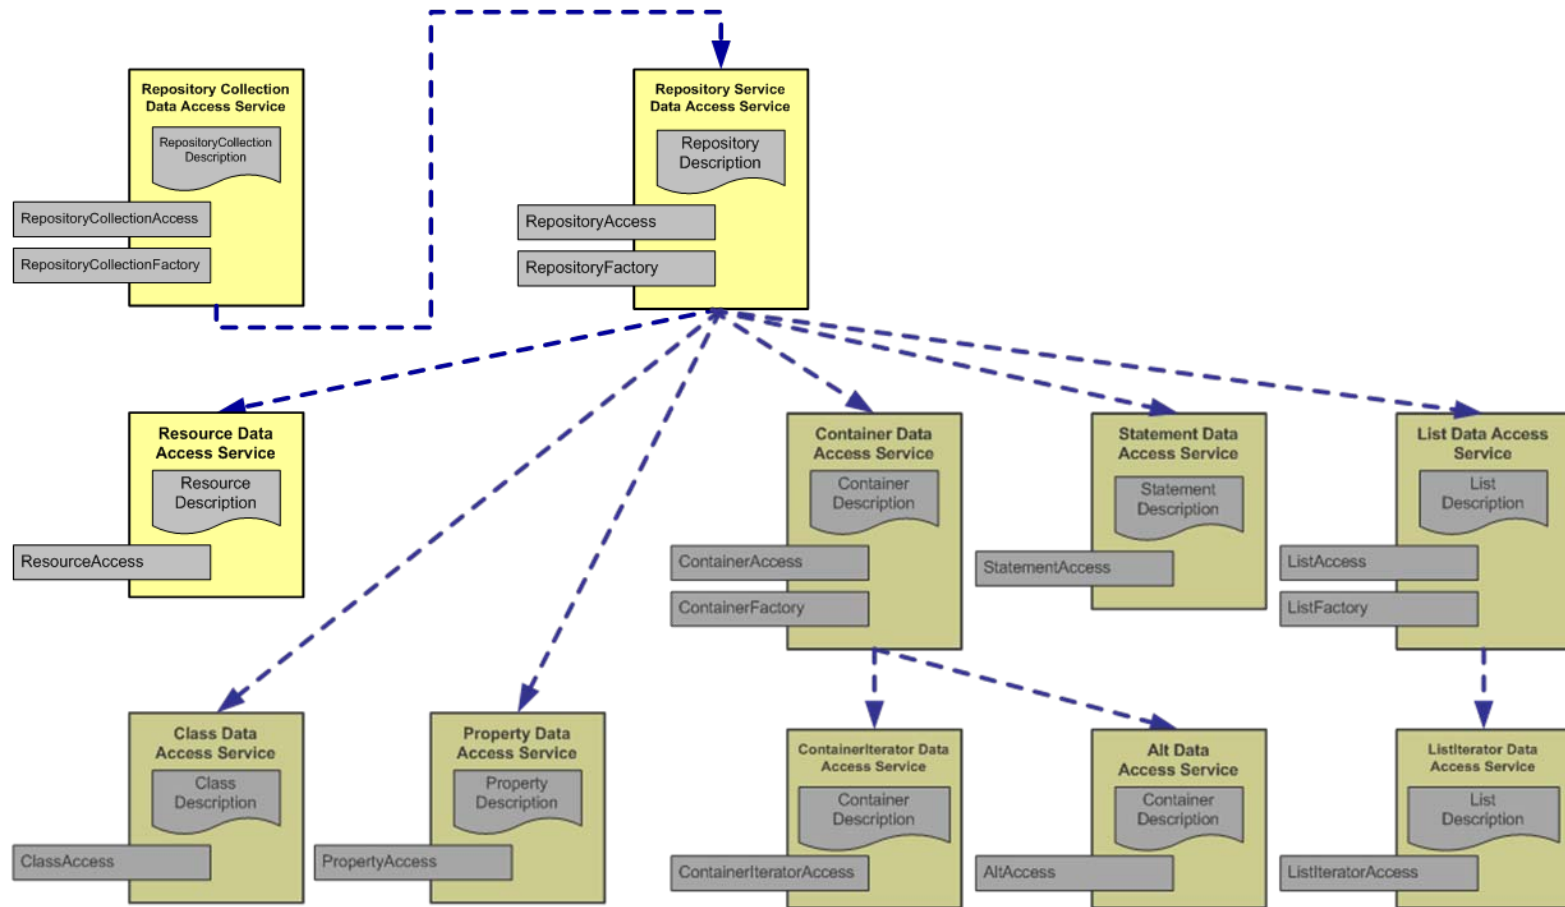 Repository Collection
Data Access Service
RepositoryCollection
Description
RepositoryCollectionAccess
RepositoryCollectionFactory
Repository Service
Data Access Service
Repository
Description
RepositoryAccess
RepositoryFactory
Resource Data
Access Service
Resource
Description
ResourceAccess
Container Data
Access Service
Container
Description
ContainerAccess
ContainerFactory
Statement Data
Access Service
Statement
Description
StatementAccess
List Data Access
Service
List
Description
ListAccess
ListFactory
Class Data
Access Service
Class
Description
ClassAccess
Property Data
Access Service
Property
Description
PropertyAccess
ContainerIterator Data
Access Service
Container
Description
ContainerIteratorAccess
Alt Data
Access Service
Container
Description
AltAccess
ListIterator Data
Access Service
List
Description
ListIteratorAccess